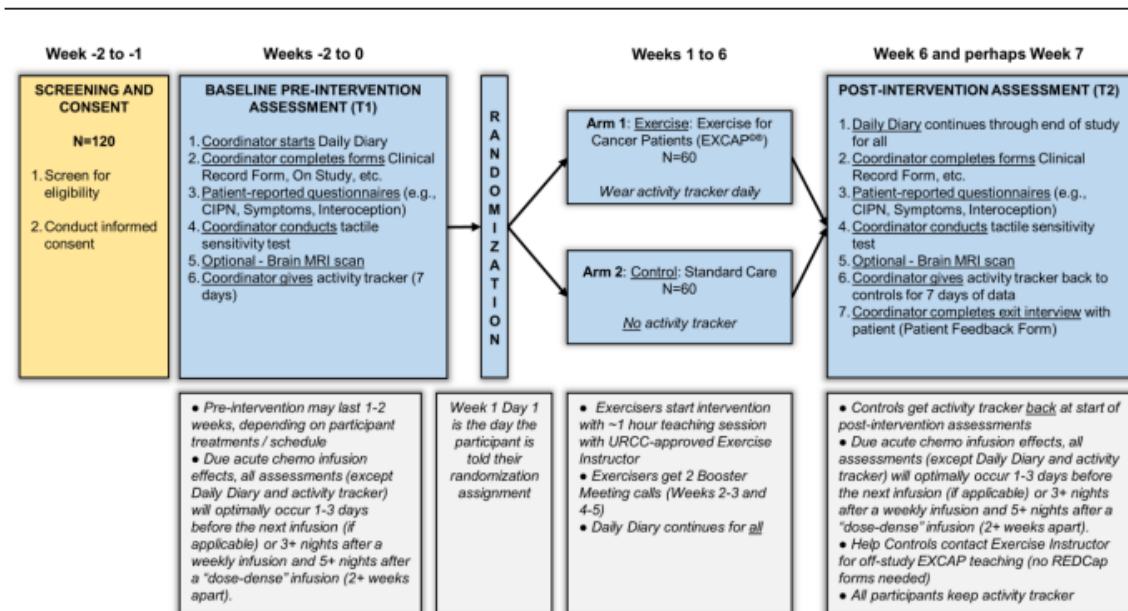 Week -2 to -1
Weeks -2 to 0
Weeks 1 to 6
Week 6 and perhaps Week 7
SCREENING AND
CONSENT
N=120
1. Screen for
eligibility
2. Conduct informed
consent
BASELINE PRE-INTERVENTION
ASSESSMENT (T1)
1. Coordinator starts Daily Diary
2. Coordinator completes forms Clinical
Record Form, On Study, etc.
3. Patient-reported questionnaires (e.g.,
CIPN, Symptoms, Interoception)
4. Coordinator conducts tactile
sensitivity test
5. Optional - Brain MRI scan
6. Coordinator gives activity tracker (7
days)
RANDOMIZATION
Arm 1: Exercise: Exercise for
Cancer Patients (EXCAP©®)
N=60
Wear activity tracker daily
Arm 2: Control: Standard Care
N=60
No activity tracker
POST-INTERVENTION ASSESSMENT (T2)
1. Daily Diary continues through end of study
for all
2. Coordinator completes forms Clinical
Record Form, etc.
3. Patient-reported questionnaires (e.g.,
CIPN, Symptoms, Interoception)
4. Coordinator conducts tactile sensitivity
test
5. Optional - Brain MRI scan
6. Coordinator gives activity tracker back to
controls for 7 days of data
7. Coordinator completes exit interview with
patient (Patient Feedback Form)
● Pre-intervention may last 1-2
weeks, depending on participant
treatments / schedule
● Due acute chemo infusion
effects, all assessments (except
Daily Diary and activity tracker)
will optimally occur 1-3 days
before the next infusion (if
applicable) or 3+ nights after a
weekly infusion and 5+ nights after
a "dose-dense" infusion (2+ weeks
apart).
Week 1 Day 1
is the day the
participant is
told their
randomization
assignment
● Exercisers start intervention
with ~1 hour teaching session
with URCC-approved Exercise
Instructor
● Exercisers get 2 Booster
Meeting calls (Weeks 2-3 and
4-5)
● Daily Diary continues for all
● Controls get activity tracker back at start of
post-intervention assessments
● Due acute chemo infusion effects, all
assessments (except Daily Diary and activity
tracker) will optimally occur 1-3 days before
the next infusion (if applicable) or 3+ nights
after a weekly infusion and 5+ nights after a
"dose-dense" infusion (2+ weeks apart).
● Help Controls contact Exercise Instructor
for off-study EXCAP teaching (no REDCap
forms needed)
● All participants keep activity tracker